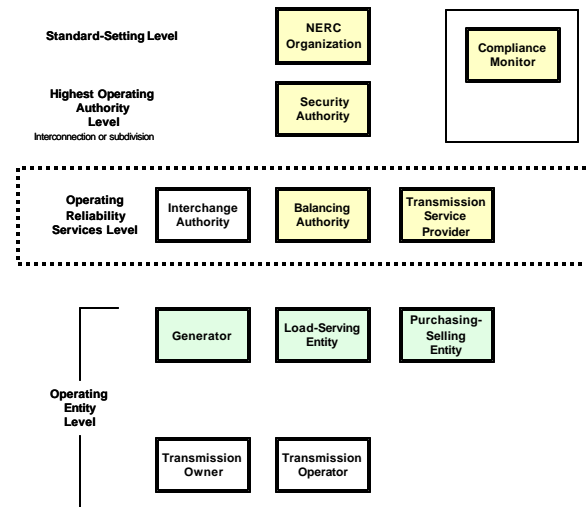 Standard-Setting Level
NERC
Organization
Compliance
Monitor
Highest Operating
Authority
Level
Interconnection or subdivision
Security
Authority
Operating
Reliability
Services Level
Interchange
Authority
Balancing
Authority
Transmission
Service
Provider
Generator
Load-Serving
Entity
Purchasing-
Selling
Entity
Operating
Entity
Level
Transmission
Owner
Transmission
Operator